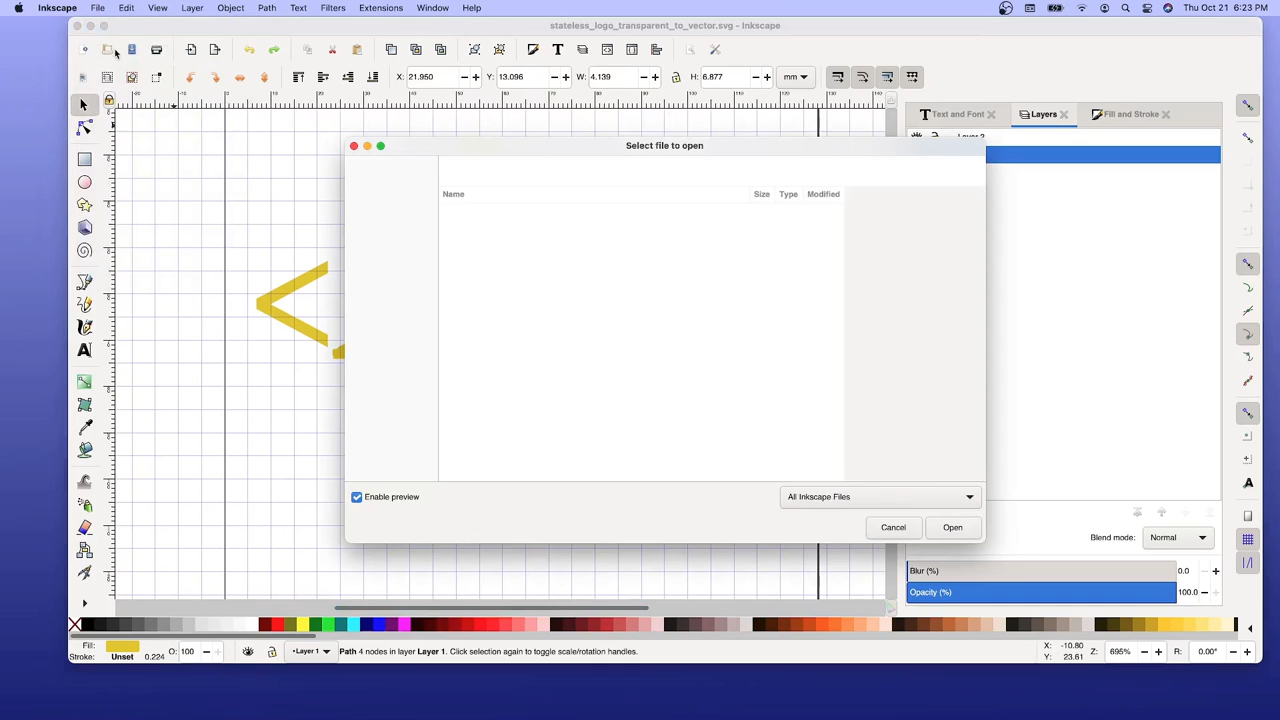 Inkscape File Edit View Layer Object Path Text Filters Extensions Window Help Thu Oct 21 6:23 PM
stateless_logo_transparent_to_vector.svg - Inkscape
X: 21.950 Y: 13.096 W: 4.139 H: 6.877 mm
Text and Font Layers Fill and Stroke
Select file to open
Name Size Type Modified
Enable preview All Inkscape Files
Cancel Open
Blend mode: Normal
Blur (%) 0.0
Opacity (%) 100.0
Fill: O: 100 Layer 1 Path 4 nodes in layer Layer 1. Click selection again to toggle scale/rotation handles. X: -10.80 Z: 695% R: 0.00°
Stroke: Unset 0.224 Y: 23.61